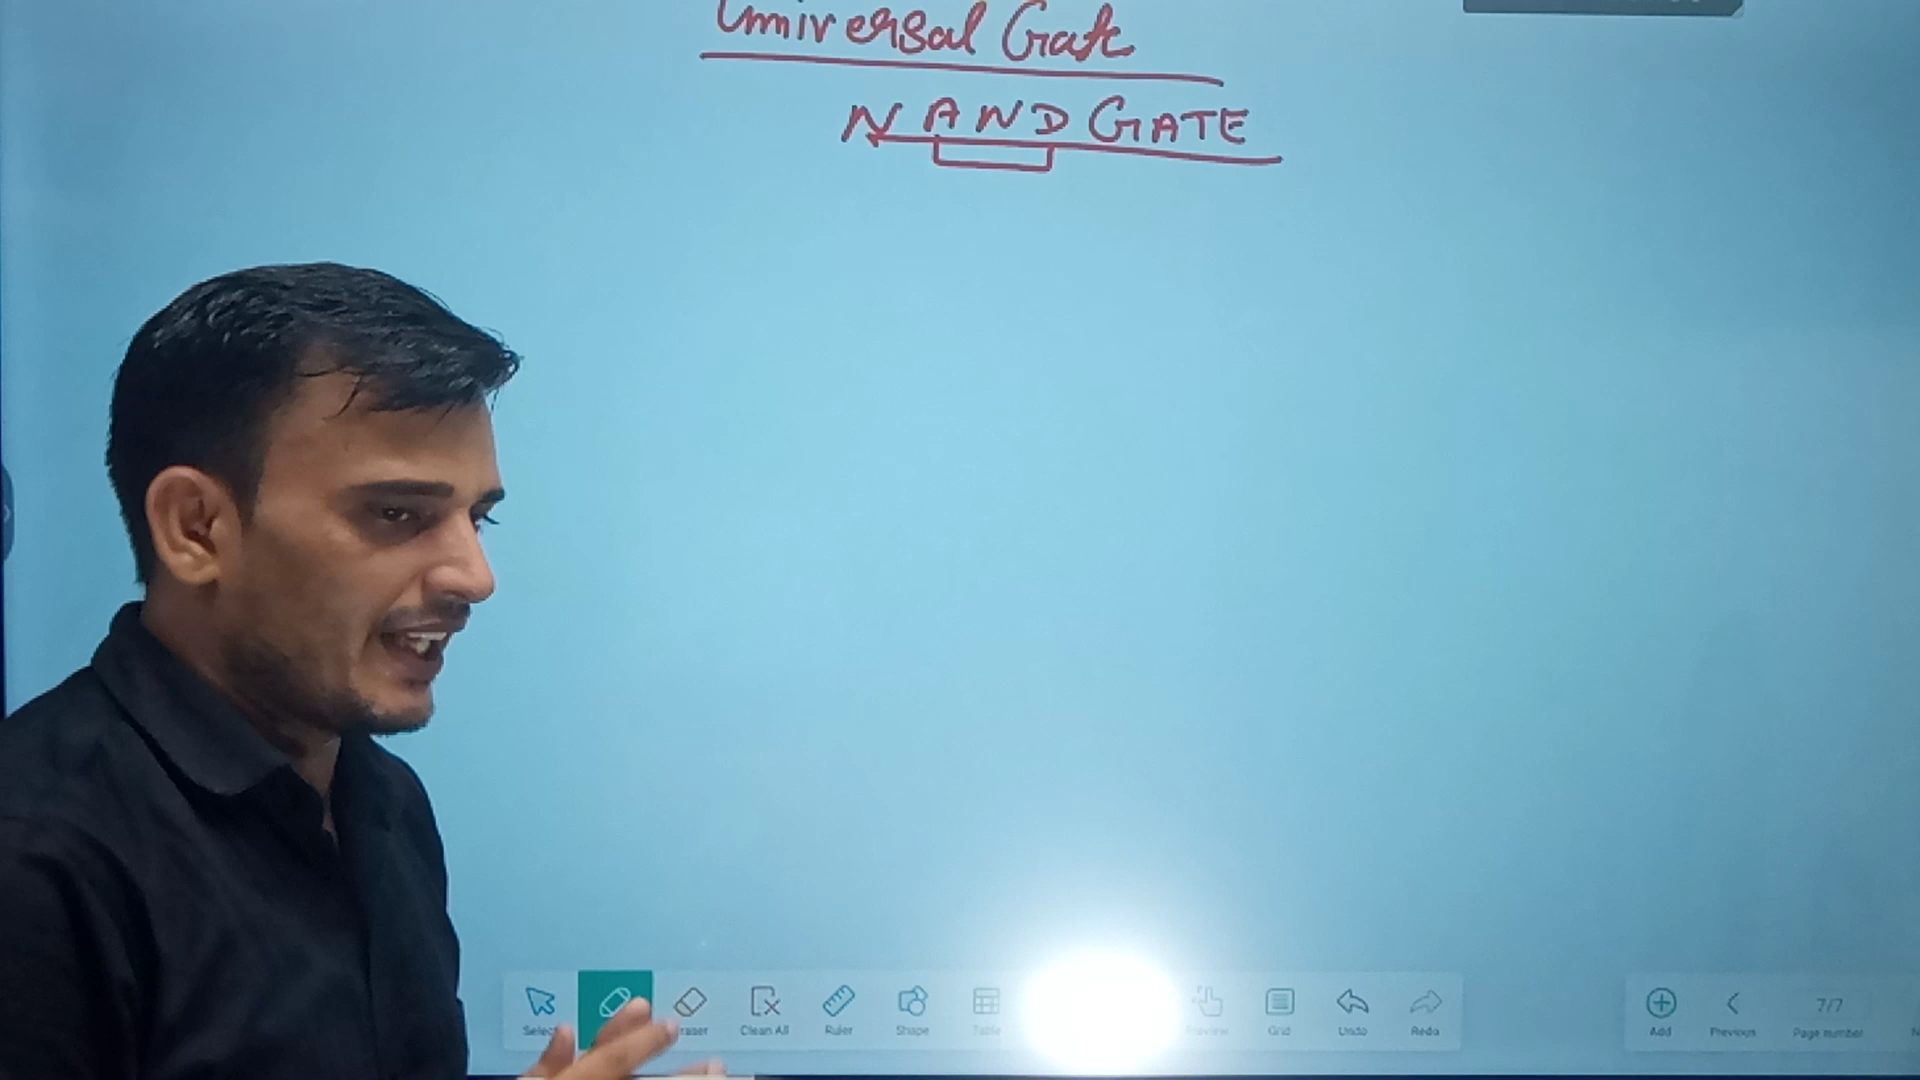 Universal Gate
NAND GATE
Select
Eraser
Clean All
Ruler
Shape
Table
Preview
Grid
Undo
Redo
Add
Previous
7/7
Page number